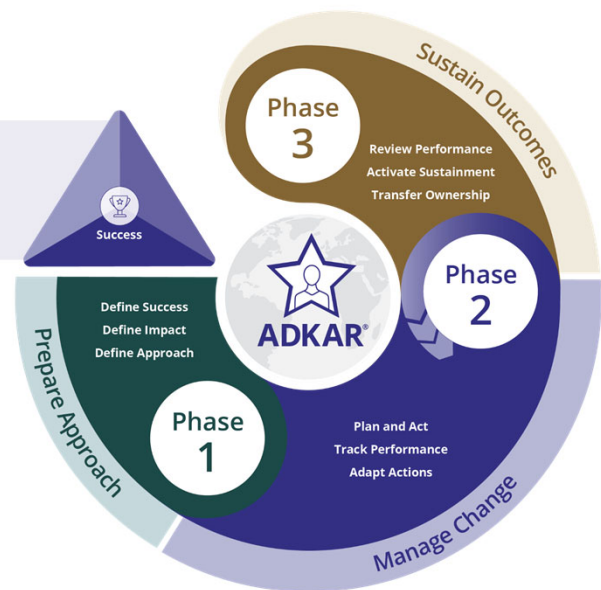 Success
Prepare Approach
Define Success
Define Impact
Define Approach
Phase
1
Manage Change
Phase
2
Plan and Act
Track Performance
Adapt Actions
Sustain Outcomes
Phase
3
Review Performance
Activate Sustainment
Transfer Ownership
ADKAR®